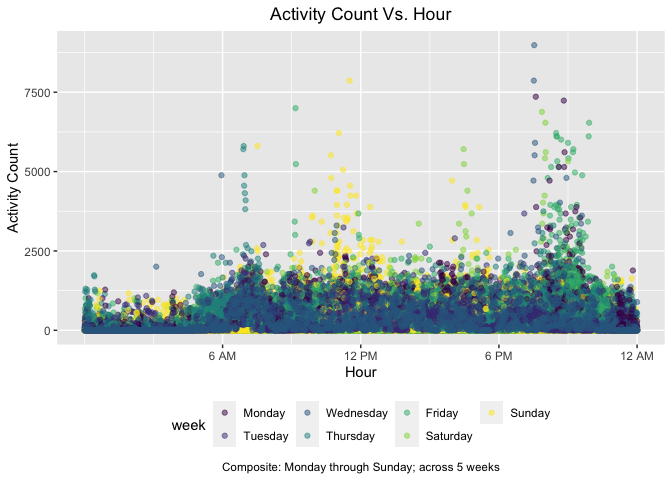 Activity Count Vs. Hour
Activity Count
7500
5000
2500
0
6 AM 12 PM 6 PM 12 AM
Hour
week
Monday Wednesday Friday Sunday
Tuesday Thursday Saturday
Composite: Monday through Sunday; across 5 weeks